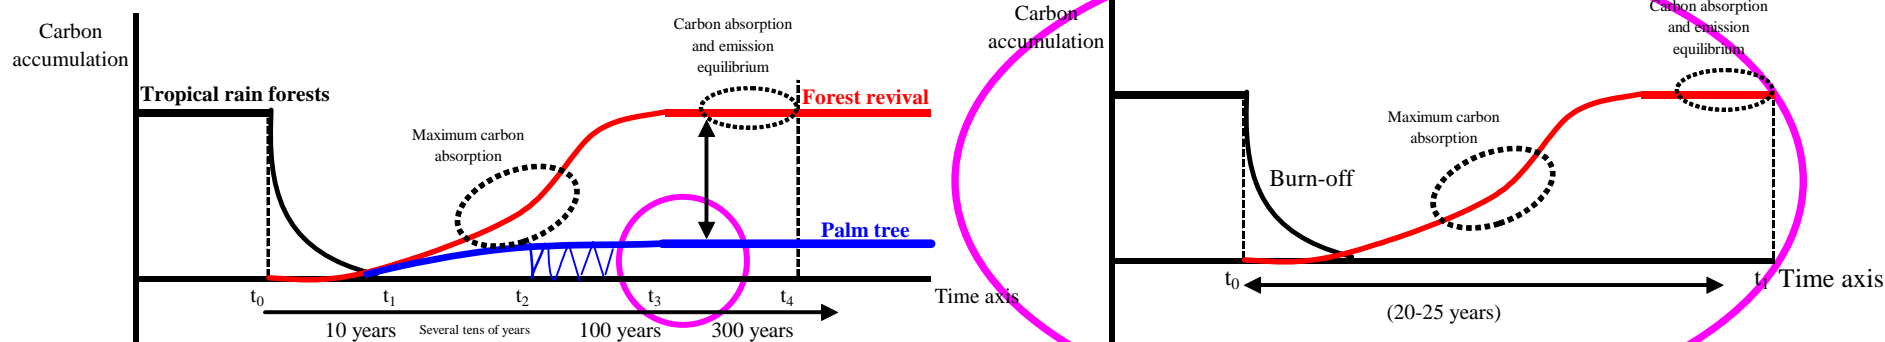 Carbon
accumulation
Tropical rain forests
Maximum carbon
absorption
Carbon absorption
and emission
equilibrium
Forest revival
Palm tree
t0
t1
t2
t3
t4
Time axis
10 years
Several tens of years
100 years
300 years
Carbon
accumulation
Burn-off
Maximum carbon
absorption
Carbon absorption
and emission
equilibrium
t0
t1
Time axis
(20-25 years)